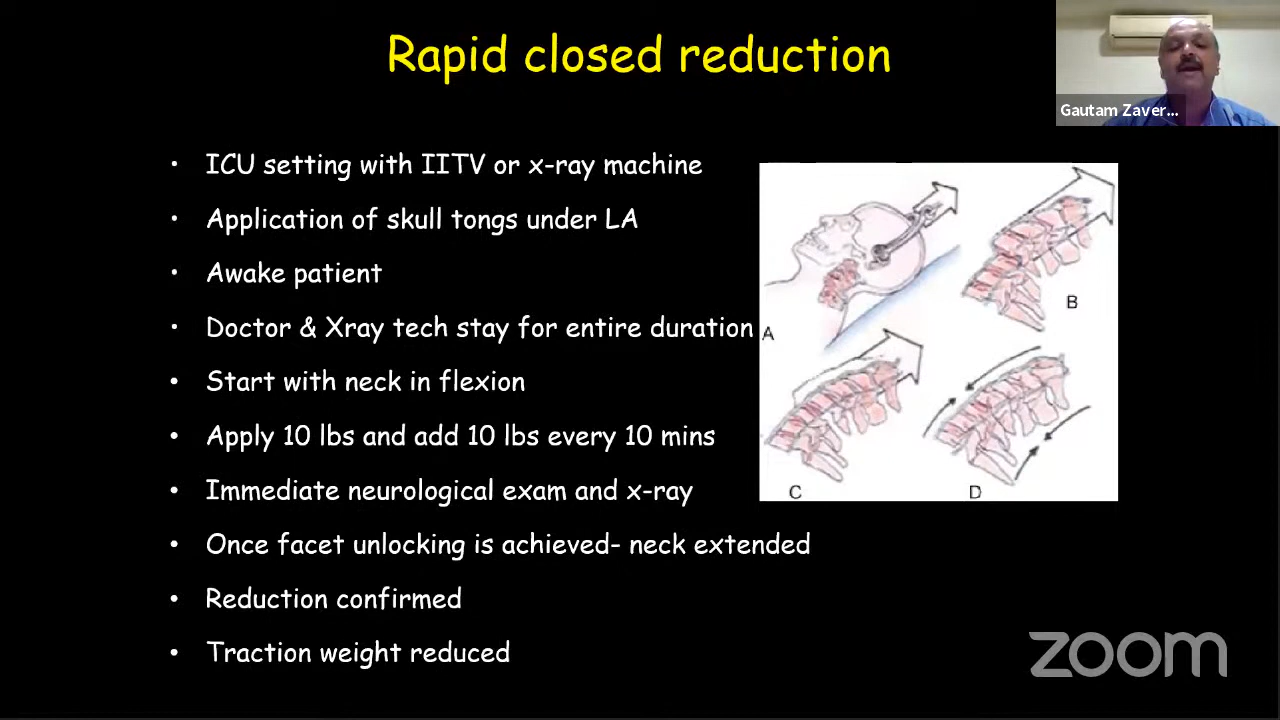 Rapid closed reduction
Gautam Zaver...
• ICU setting with IITV or x-ray machine
• Application of skull tongs under LA
• Awake patient
• Doctor & Xray tech stay for entire duration
• Start with neck in flexion
• Apply 10 lbs and add 10 lbs every 10 mins
• Immediate neurological exam and x-ray
• Once facet unlocking is achieved- neck extended
• Reduction confirmed
• Traction weight reduced
A
B
C
D
zoom